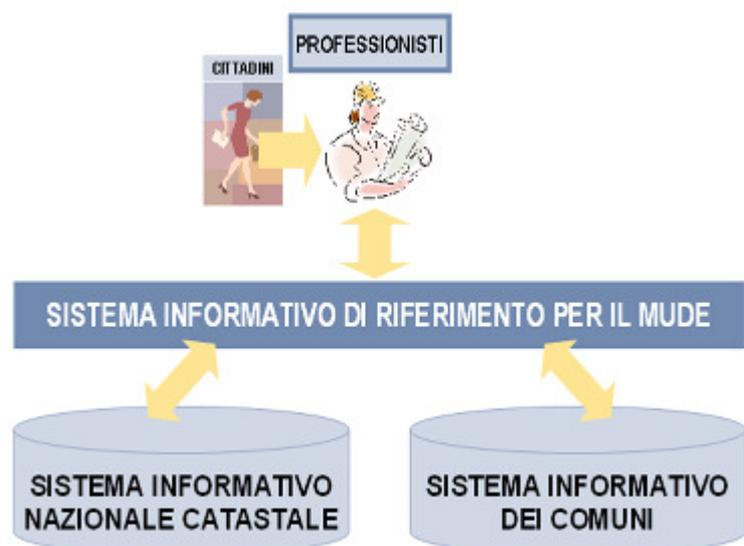 PROFESSIONISTI
CITTADINI
SISTEMA INFORMATIVO DI RIFERIMENTO PER IL MUDE
SISTEMA INFORMATIVO
NAZIONALE CATASTALE
SISTEMA INFORMATIVO
DEI COMUNI